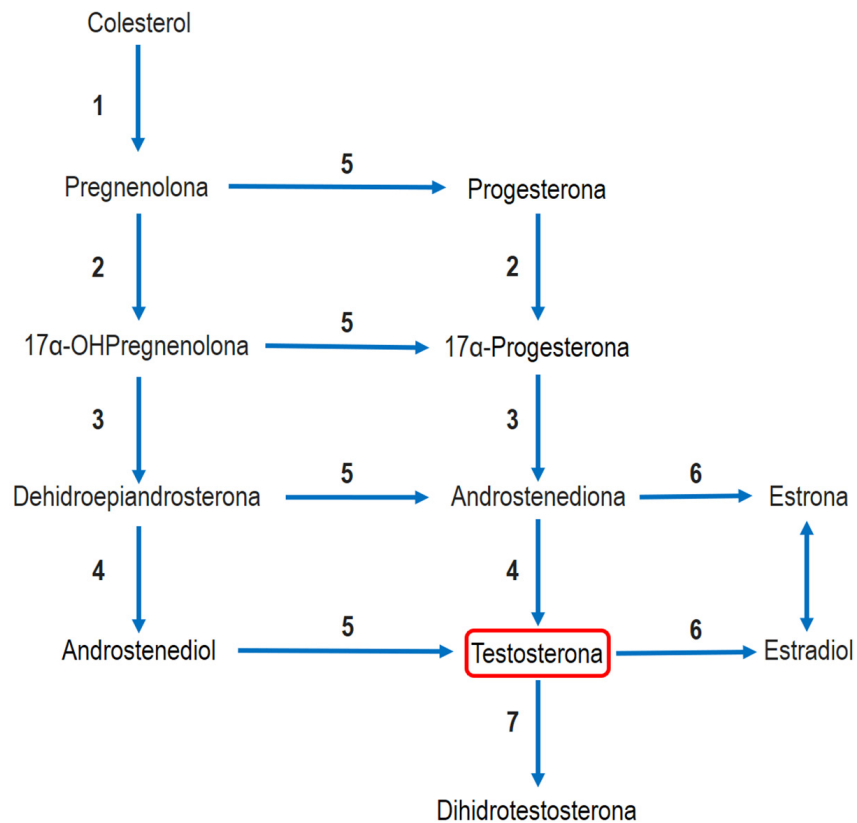 Colesterol
1
5
Pregnenolona
Progesterona
2
2
5
17α-OHPregnenolona
17α-Progesterona
3
3
5
6
Dehidroepiandrosterona
Androstenediona
Estrona
4
4
5
6
Androstenediol
Testosterona
Estradiol
7
Dihidrotestosterona